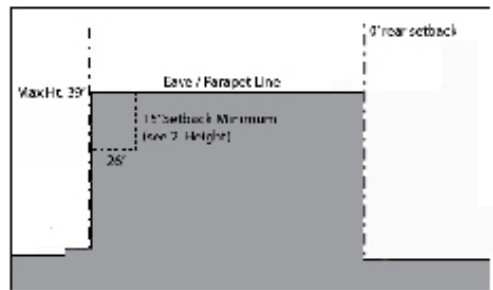 0' rear setback
Eave / Parapet Line
Max Ht. 39'
15' Setback Minimum
(see 2. Height)
26'